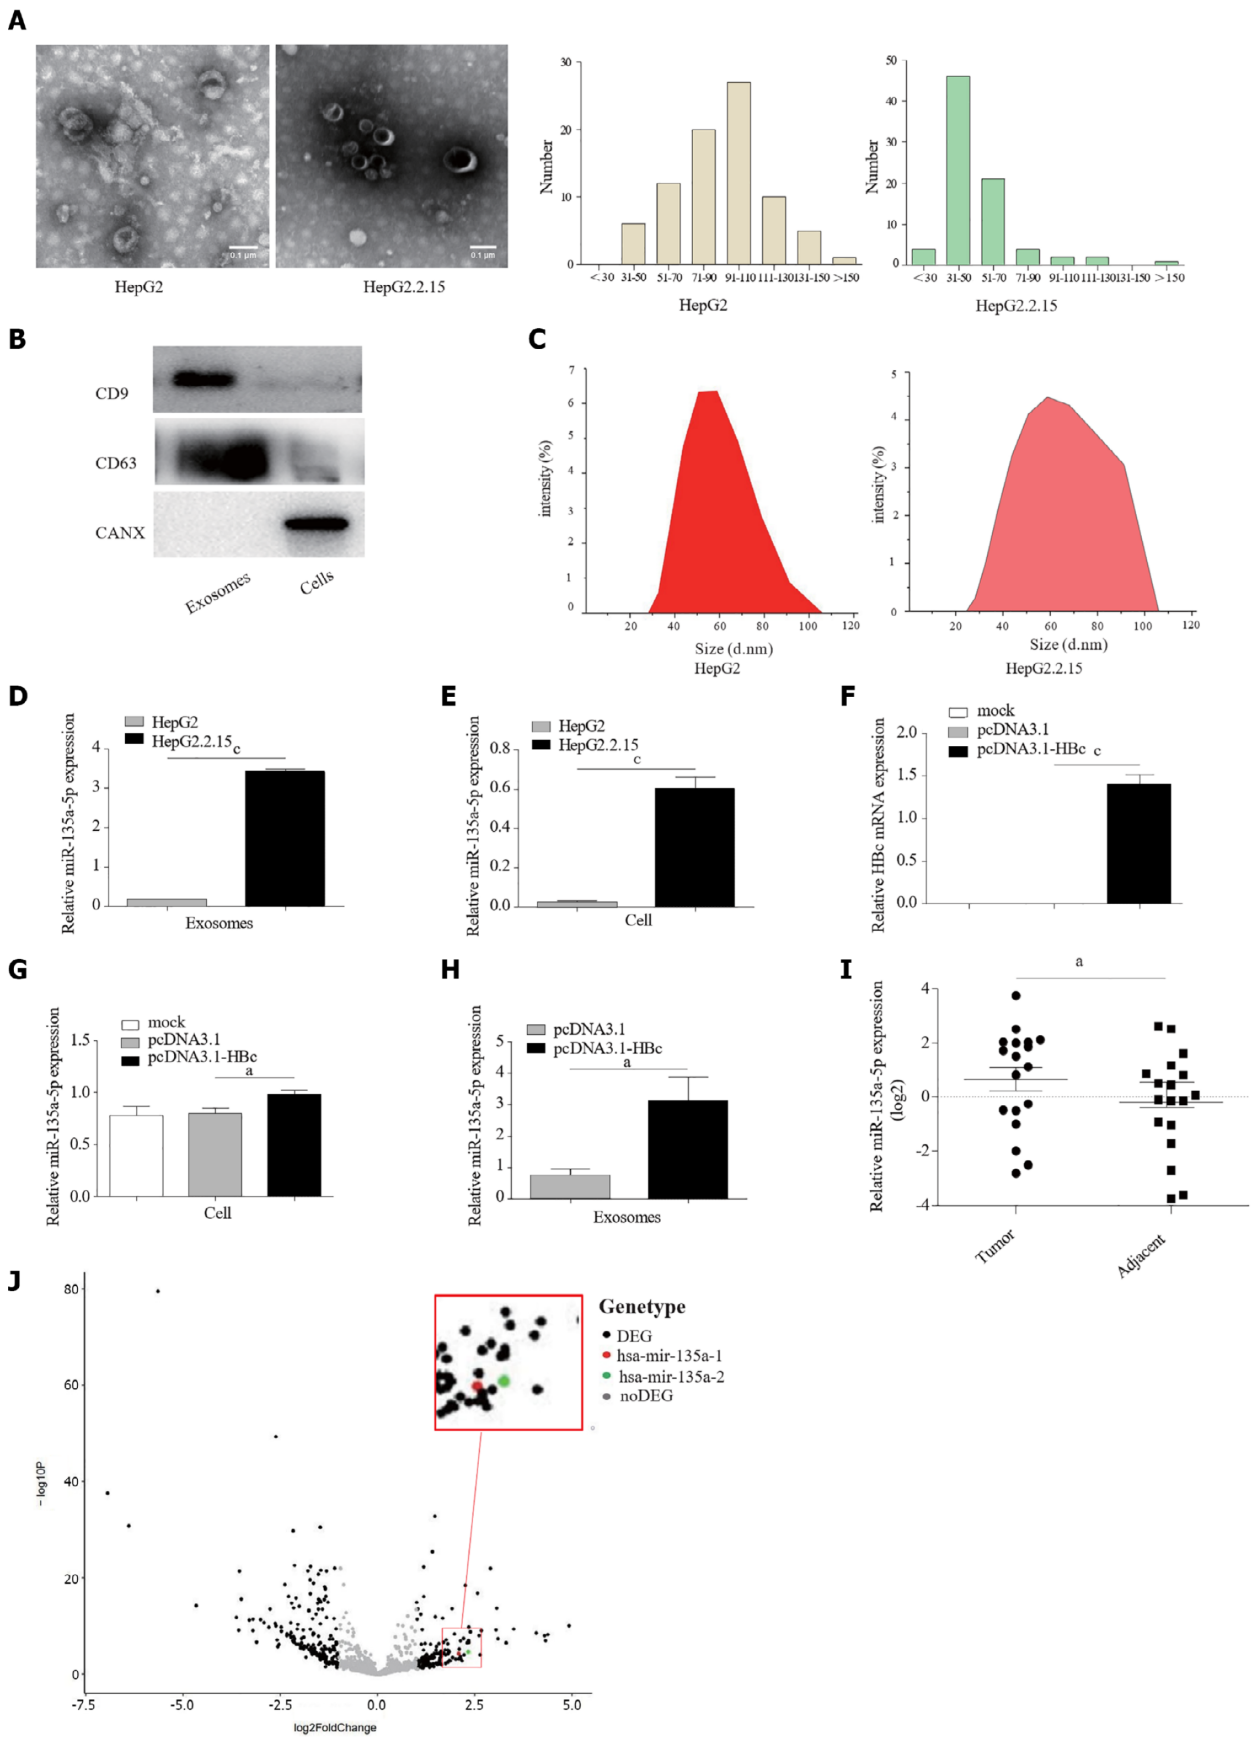 A
0.1 μm
0.1 μm
HepG2
HepG2.2.15
Number
30
20
10
0
<30 31-50 51-70 71-90 91-110 111-130 131-150 >150
HepG2
Number
50
40
30
20
10
0
<30 31-50 51-70 71-90 91-110 111-130 131-150 >150
HepG2.2.15
B
CD9
CD63
CANX
Exosomes
Cells
C
intensity (%)
7
6
5
4
3
2
1
0
20 40 60 80 100 120
Size (d.nm)
HepG2
intensity (%)
5
4
3
2
1
0
20 40 60 80 100 120
Size (d.nm)
HepG2.2.15
D
HepG2
HepG2.2.15
c
Relative miR-135a-5p expression
4
3
2
1
0
Exosomes
E
HepG2
HepG2.2.15
c
Relative miR-135a-5p expression
0.8
0.6
0.4
0.2
0.0
Cell
F
mock
pcDNA3.1
pcDNA3.1-HBc
c
Relative HBc mRNA expression
2.0
1.5
1.0
0.5
0.0
G
mock
pcDNA3.1
pcDNA3.1-HBc
a
Relative miR-135a-5p expression
1.5
1.0
0.5
0.0
Cell
H
pcDNA3.1
pcDNA3.1-HBc
a
Relative miR-135a-5p expression
5
4
3
2
1
0
Exosomes
I
a
Relative miR-135a-5p expression
(log2)
4
2
0
-2
-4
Tumor
Adjacent
J
80
60
40
20
0
- log10P
-7.5 -5.0 -2.5 0.0 2.5 5.0
log2FoldChange
Genetype
DEG
hsa-mir-135a-1
hsa-mir-135a-2
noDEG